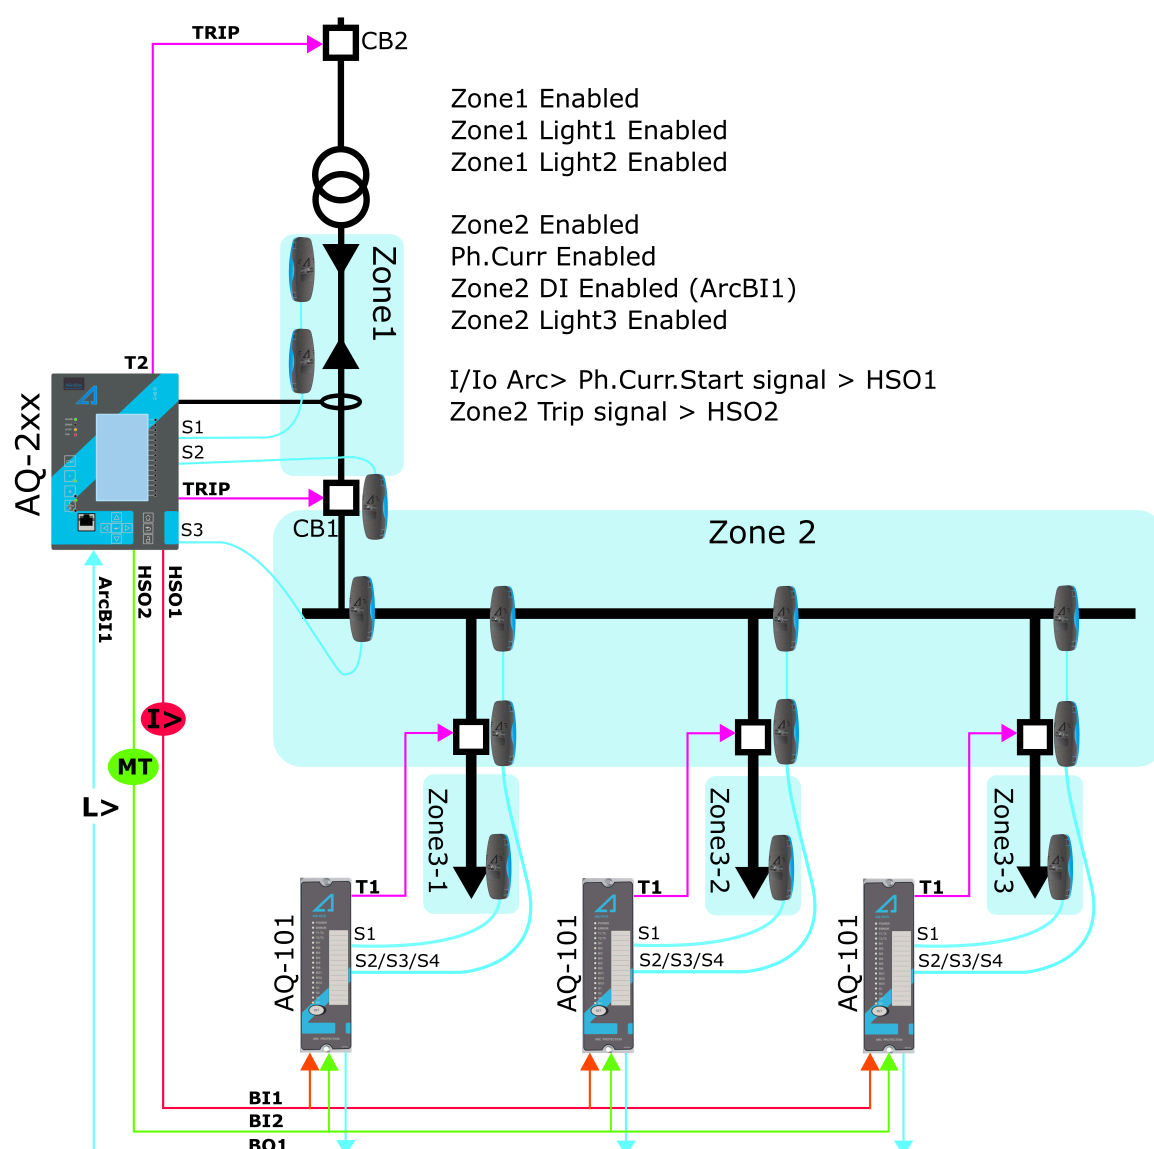 TRIP
CB2
Zone1 Enabled
Zone1 Light1 Enabled
Zone1 Light2 Enabled
Zone2 Enabled
Ph.Curr Enabled
Zone2 DI Enabled (ArcBI1)
Zone2 Light3 Enabled
I/Io Arc> Ph.Curr.Start signal > HSO1
Zone2 Trip signal > HSO2
Zone1
T2
AQ-2xx
S1
S2
TRIP
S3
CB1
Zone 2
ArcBI1
HSO2
HSO1
I>
MT
L>
Zone3-1
Zone3-2
Zone3-3
T1
T1
T1
AQ-101
S1
S2/S3/S4
AQ-101
S1
S2/S3/S4
AQ-101
S1
S2/S3/S4
BI1
BI2
BO1